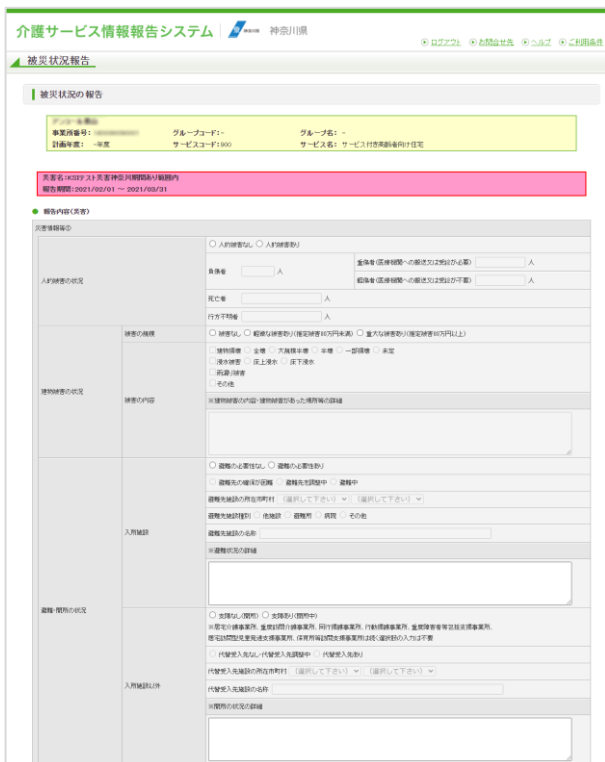 介護サービス情報報告システム 神奈川県
ログアウト お問合せ先 ヘルプ ご利用条件
被災状況報告
被災状況の報告
事業所番号： グループコード：- グループ名： -
計画年度： -年度 サービスコード：900 サービス名： サービス付き高齢者向け住宅
災害名：KSIテスト災害神奈川期間あり範囲内
報告期間：2021/02/01 ～ 2021/03/31
報告内容(災害)
災害情報等①
人的被害の状況
人的被害なし 人的被害あり
負傷者 人
重傷者(医療機関への搬送又は受診が必要) 人
軽傷者(医療機関への搬送又は受診が不要) 人
死亡者 人
行方不明者 人
建物被害の状況
被害の規模
被害なし 軽微な被害あり(推定被害80万円未満) 重大な被害あり(推定被害80万円以上)
被害の内容
建物損壊 全壊 大規模半壊 半壊 一部損壊 未定
浸水被害 床上浸水 床下浸水
雨漏り被害
その他
※建物被害の内容・建物被害があった場所等の詳細
避難・開所の状況
入所施設
避難の必要性なし 避難の必要性あり
避難先の確保が困難 避難先を調整中 避難中
避難先施設の所在市町村 (選択して下さい) (選択して下さい)
避難先施設種別 他施設 避難所 病院 その他
避難先施設の名称
※避難状況の詳細
入所施設以外
支障なし(開所) 支障あり(閉所中)
※居宅介護事業所、重度訪問介護事業所、同行援護事業所、行動援護事業所、重度障害者等包括支援事業所、
居宅訪問型児童発達支援事業所、保育所等訪問支援事業所は続く選択肢の入力は不要
代替受入先なし・代替受入先調整中 代替受入先あり
代替受入先施設の所在市町村 (選択して下さい) (選択して下さい)
代替受入先施設の名称
※開所の状況の詳細